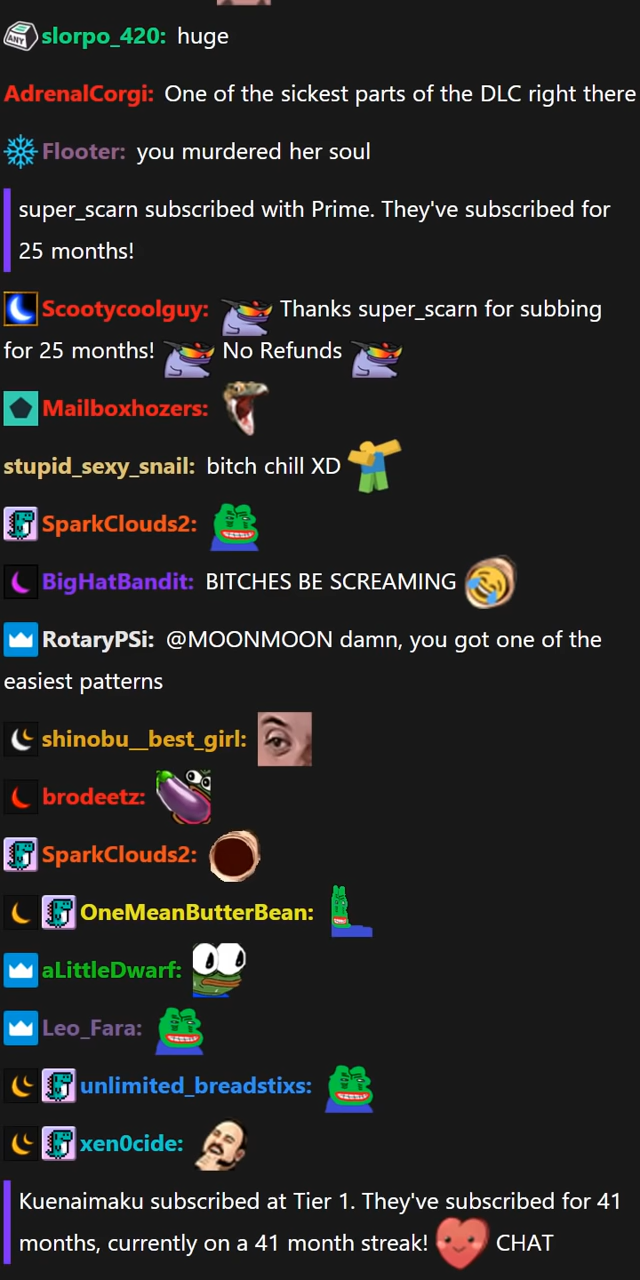 ANY slorpo_420: huge
AdrenalCorgi: One of the sickest parts of the DLC right there
Flooter: you murdered her soul
super_scarn subscribed with Prime. They've subscribed for
25 months!
Scootycoolguy: Thanks super_scarn for subbing
for 25 months! No Refunds
Mailboxhozers:
stupid_sexy_snail: bitch chill XD
SparkClouds2:
BigHatBandit: BITCHES BE SCREAMING
RotaryPSi: @MOONMOON damn, you got one of the
easiest patterns
shinobu__best_girl:
brodeetz:
SparkClouds2:
OneMeanButterBean:
aLittleDwarf:
Leo_Fara:
unlimited_breadstixs:
xen0cide:
Kuenaimaku subscribed at Tier 1. They've subscribed for 41
months, currently on a 41 month streak! CHAT